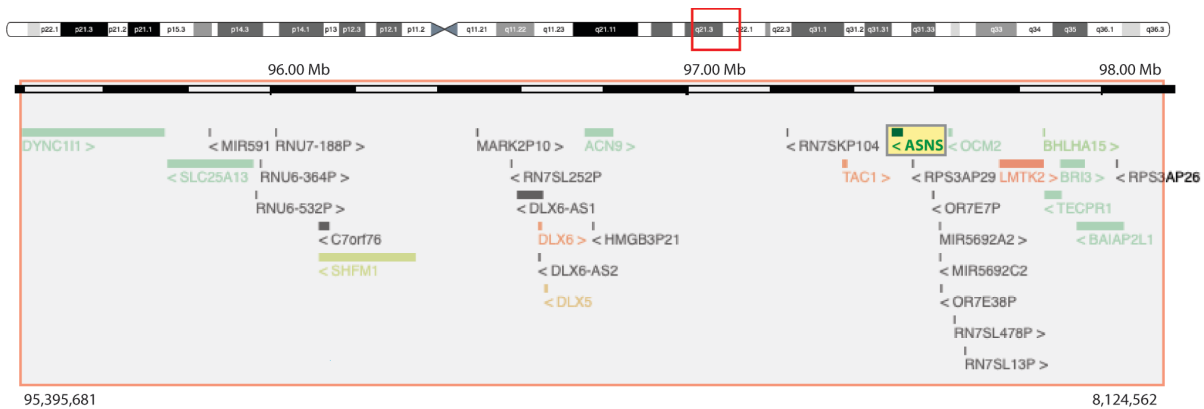 p22.1 p21.3 p21.2 p21.1 p15.3 p14.3 p14.1 p13 p12.3 p12.1 p11.2 q11.21 q11.22 q11.23 q21.11 q21.3 q22.1 q22.3 q31.1 q31.2 q31.31 q31.33 q33 q34 q35 q36.1 q36.3
96.00 Mb 97.00 Mb 98.00 Mb
DYNC1I1 > < MIR591 RNU7-188P > MARK2P10 > ACN9 > < RN7SKP104 < ASNS < OCM2 BHLHA15 >
< SLC25A13 RNU6-364P > < RN7SL252P TAC1 > < RPS3AP29 LMTK2 > BRI3 > < RPS3AP26
RNU6-532P > < DLX6-AS1 < OR7E7P < TECPR1
< C7orf76 DLX6 > < HMGB3P21 MIR5692A2 > < BAIAP2L1
< SHFM1 < DLX6-AS2 < MIR5692C2
< DLX5 < OR7E38P
RN7SL478P >
RN7SL13P >
95,395,681 8,124,562